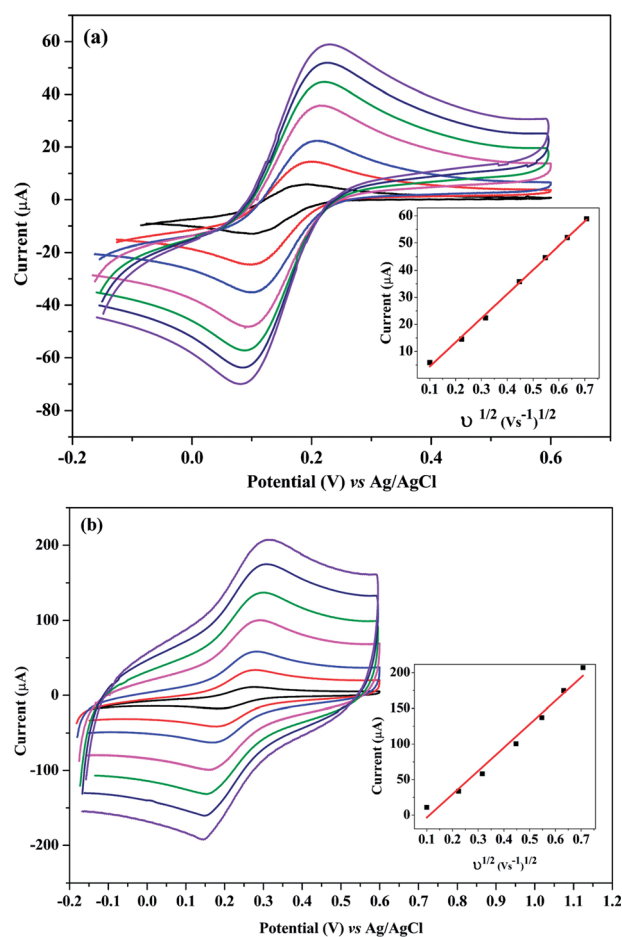 (a)
60
40
20
0
-20
-40
-60
-80
Current (μA)
-0.2 0.0 0.2 0.4 0.6
Potential (V) vs Ag/AgCl
60
50
40
30
20
10
Current (μA)
0.1 0.2 0.3 0.4 0.5 0.6 0.7
υ 1/2 (Vs-1)1/2
(b)
200
100
0
-100
-200
Current (μA)
-0.2 -0.1 0.0 0.1 0.2 0.3 0.4 0.5 0.6 0.7 0.8 0.9 1.0 1.1 1.2
Potential (V) vs Ag/AgCl
200
150
100
50
0
Current (μA)
0.1 0.2 0.3 0.4 0.5 0.6 0.7
υ1/2 (Vs-1)1/2